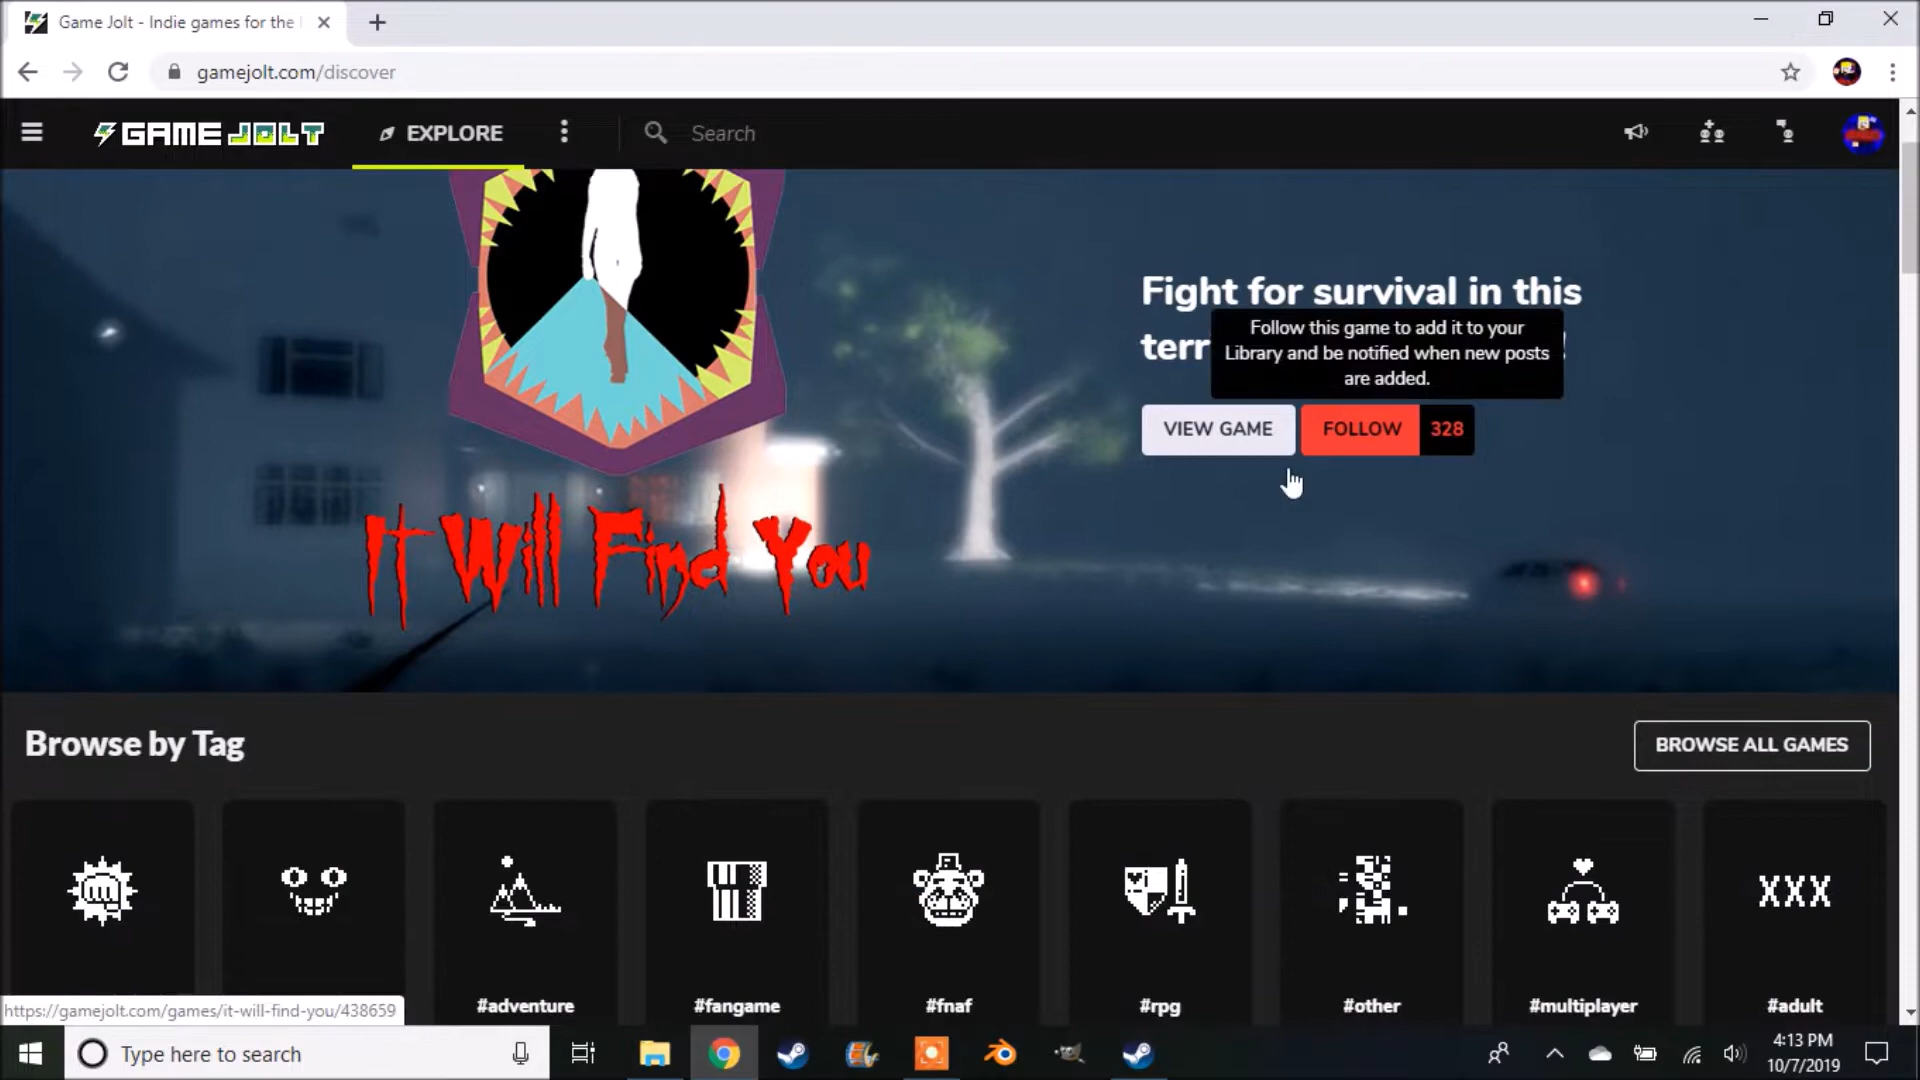 Game Jolt - Indie games for the
gamejolt.com/discover
GAME JOLT
EXPLORE
Search
Fight for survival in this
terr
Follow this game to add it to your
Library and be notified when new posts
are added.
VIEW GAME
FOLLOW
328
It Will Find You
Browse by Tag
BROWSE ALL GAMES
XXX
#adventure
#fangame
#fnaf
#rpg
#other
#multiplayer
#adult
https://gamejolt.com/games/it-will-find-you/438659
Type here to search
4:13 PM
10/7/2019